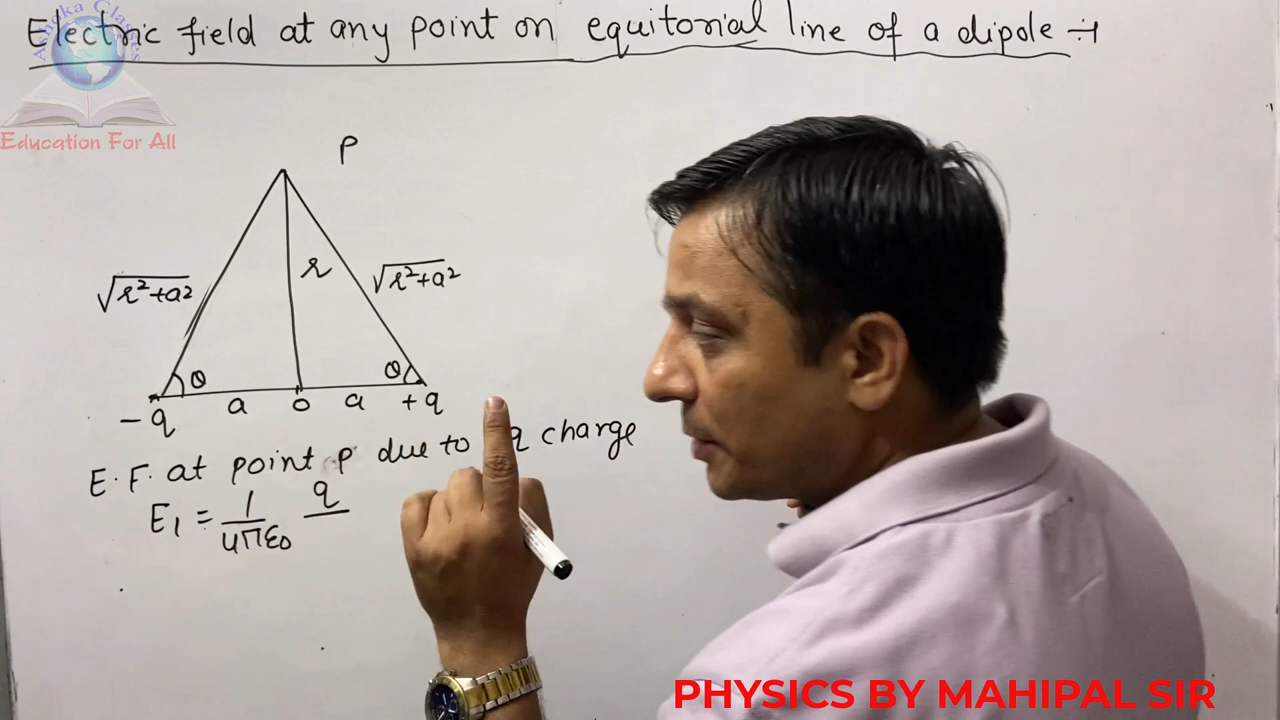 Electric field at any point on equitorial line of a dipole ÷
Education For All
P
√r²+a²
r
√r²+a²
θ
θ
-q
a
o
a
+q
E.F. at point P due to q charge
E₁ = 1/4πε₀ q
PHYSICS BY MAHIPAL SIR